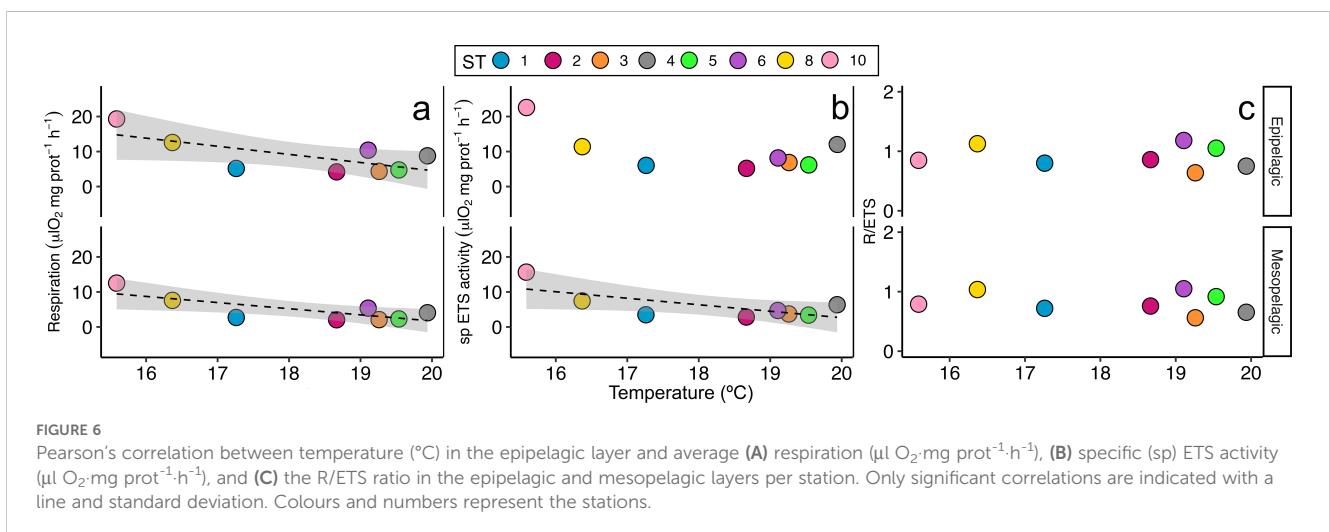 ST 1 2 3 4 5 6 8 10
a b c
Respiration (µlO₂ mg prot⁻¹ h⁻¹)
20
10
0
20
10
0
16 17 18 19 20
sp ETS activity (µlO₂ mg prot⁻¹ h⁻¹)
20
10
0
20
10
0
16 17 18 19 20
R/ETS
2
1
0
2
1
0
16 17 18 19 20
Epipelagic
Mesopelagic
Temperature (ºC)
FIGURE 6
Pearson's correlation between temperature (°C) in the epipelagic layer and average (A) respiration (µl O₂·mg prot⁻¹·h⁻¹), (B) specific (sp) ETS activity
(µl O₂·mg prot⁻¹·h⁻¹), and (C) the R/ETS ratio in the epipelagic and mesopelagic layers per station. Only significant correlations are indicated with a
line and standard deviation. Colours and numbers represent the stations.